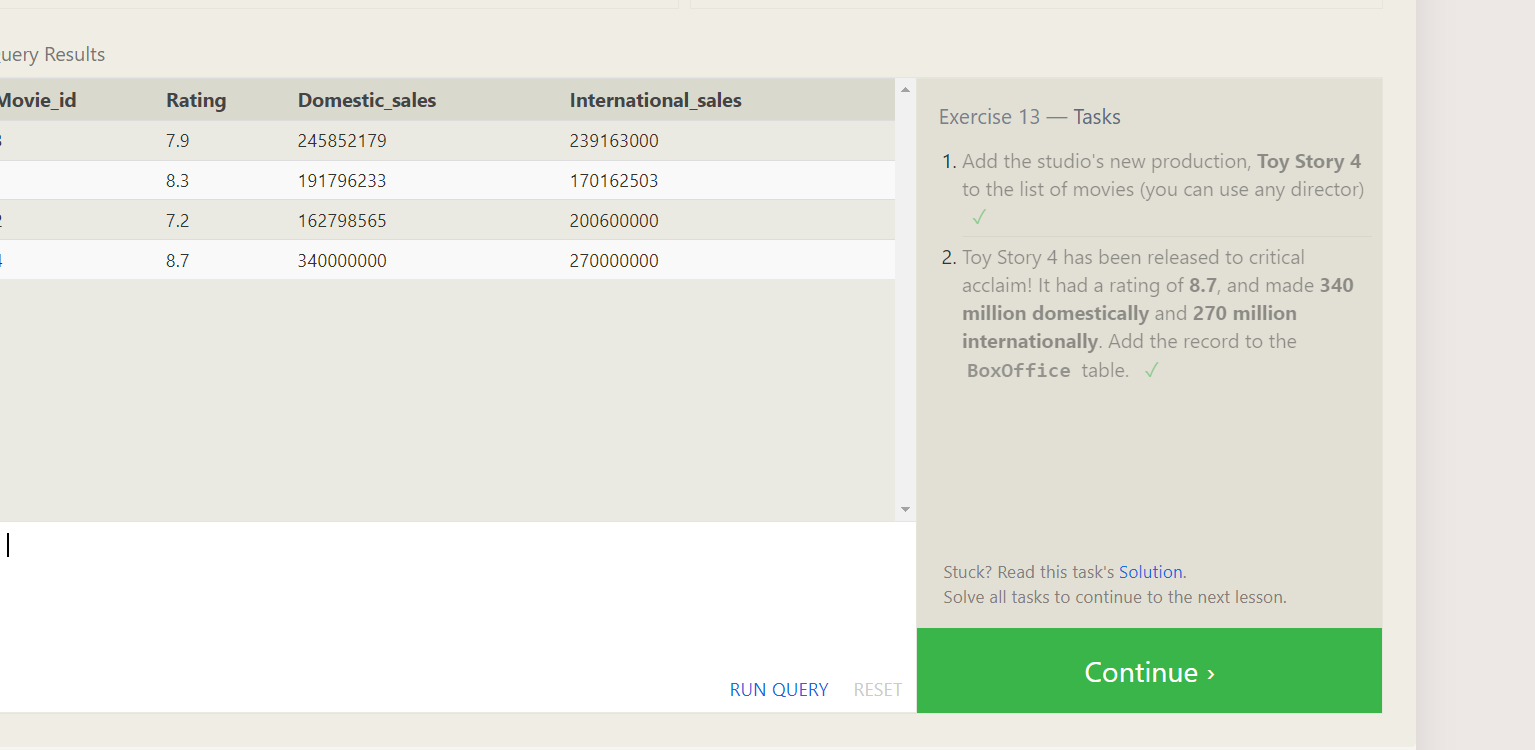 uery Results
Movie_id Rating Domestic_sales International_sales
3 7.9 245852179 239163000
8.3 191796233 170162503
2 7.2 162798565 200600000
4 8.7 340000000 270000000
RUN QUERY RESET
Exercise 13 — Tasks
1. Add the studio's new production, Toy Story 4
to the list of movies (you can use any director)
✓
2. Toy Story 4 has been released to critical
acclaim! It had a rating of 8.7, and made 340
million domestically and 270 million
internationally. Add the record to the
BoxOffice table. ✓
Stuck? Read this task's Solution.
Solve all tasks to continue to the next lesson.
Continue ›